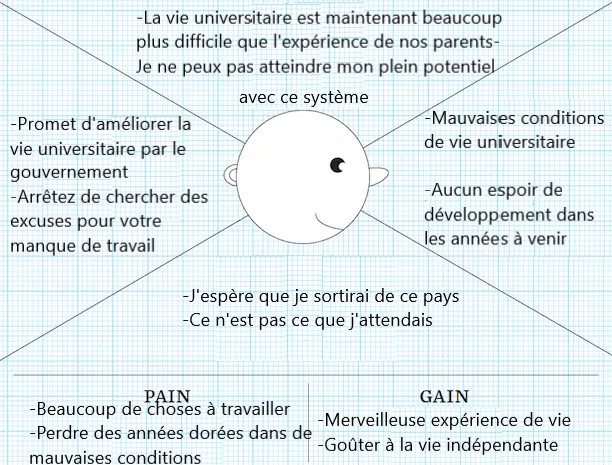 -La vie universitaire est maintenant beaucoup
plus difficile que l'expérience de nos parents-
Je ne peux pas atteindre mon plein potentiel
avec ce système
-Promet d'améliorer la
vie universitaire par le
gouvernement
-Arrêtez de chercher des
excuses pour votre
manque de travail
-Mauvaises conditions
de vie universitaire
-Aucun espoir de
développement dans
les années à venir
-J'espère que je sortirai de ce pays
-Ce n'est pas ce que j'attendais
PAIN
-Beaucoup de choses à travailler
-Perdre des années dorées dans de
mauvaises conditions
GAIN
-Merveilleuse expérience de vie
-Goûter à la vie indépendante